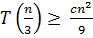 T(n/3) ≥ cn²/9